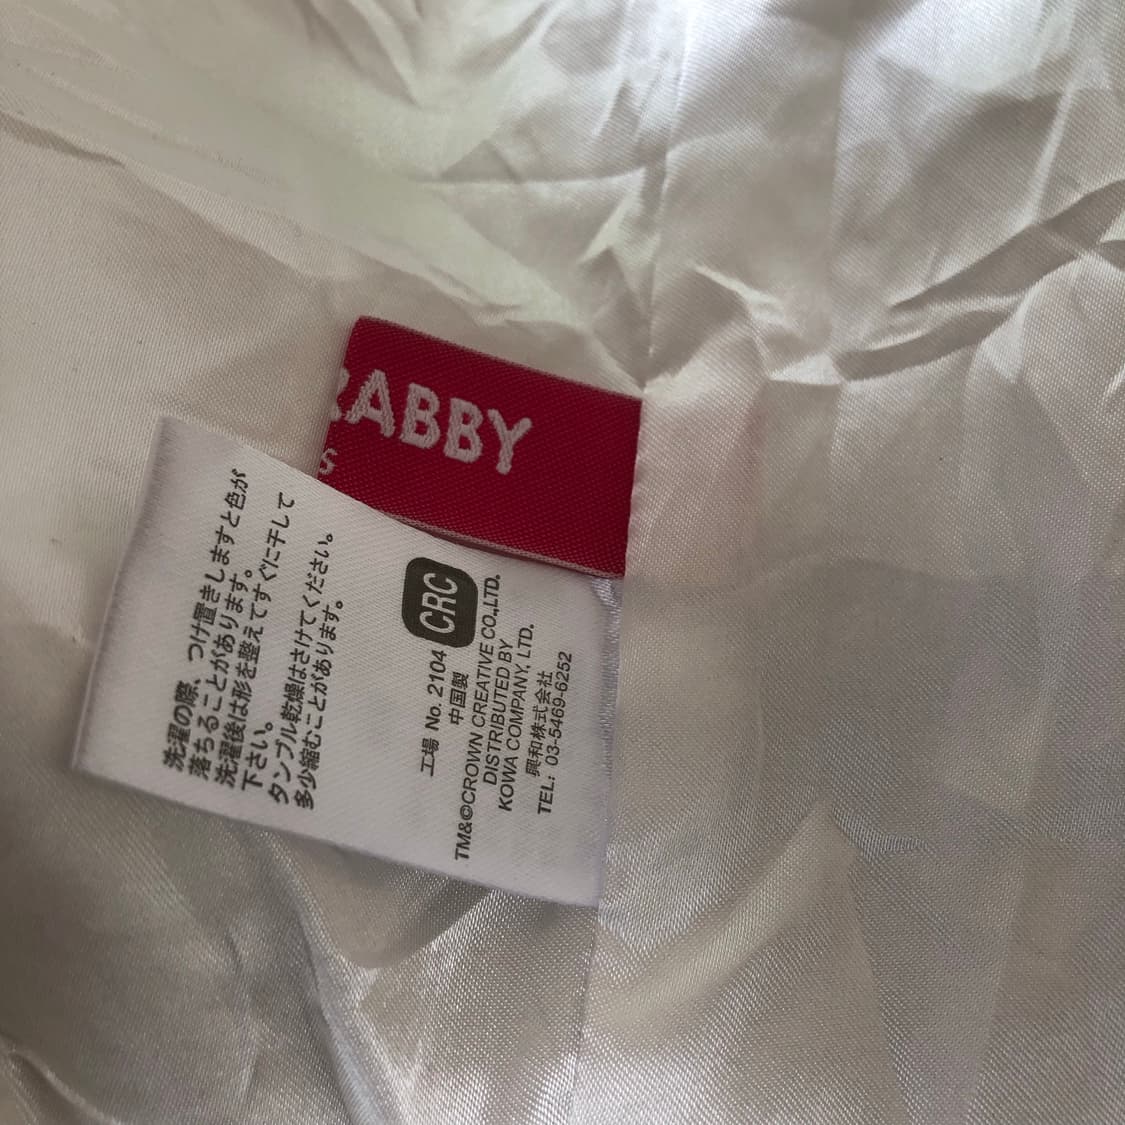 RABBY
S
洗濯の際、つけ置きしますと色が
落ちることがあります。
洗濯後は形を整えてすぐに干して
下さい。
タンブル乾燥はさけてください。
多少縮むことがあります。
CRC
工場 No. 2104
中国製
TM&©CROWN CREATIVE CO.,LTD.
DISTRIBUTED BY
KOWA COMPANY, LTD.
興和株式会社
TEL: 03-5469-6252